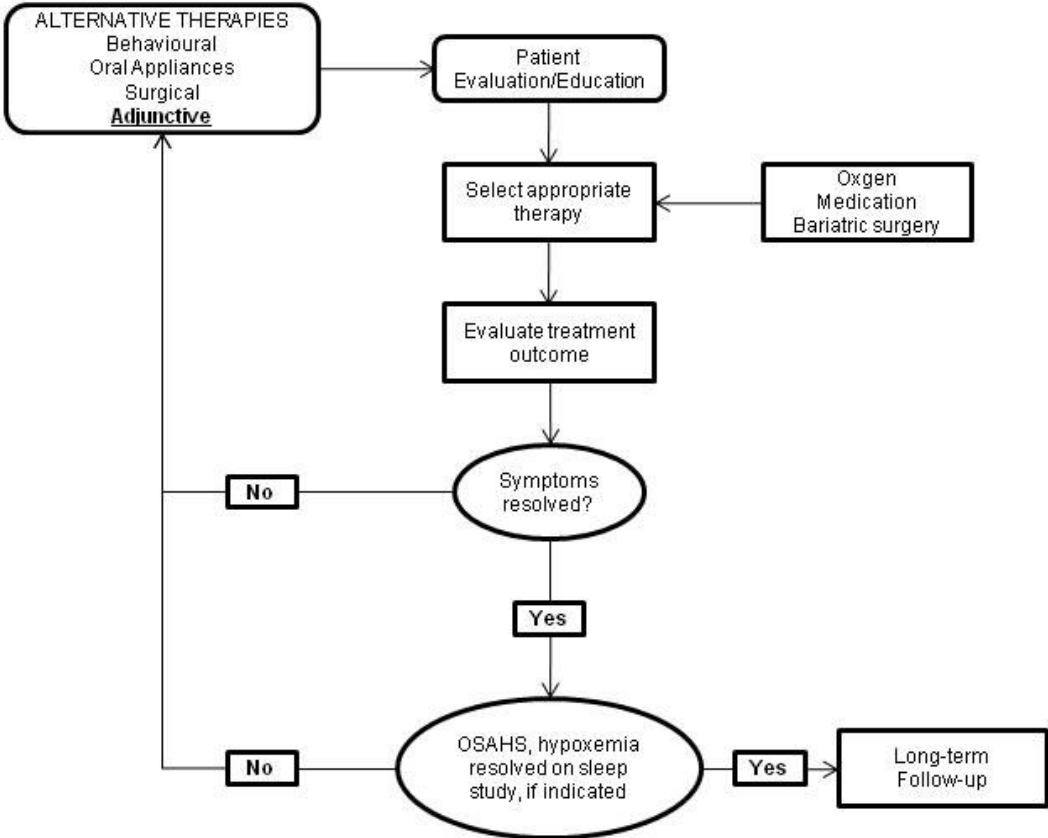 ALTERNATIVE THERAPIES
Behavioural
Oral Appliances
Surgical
Adjunctive
Patient
Evaluation/Education
Select appropriate
therapy
Oxgen
Medication
Bariatric surgery
Evaluate treatment
outcome
Symptoms
resolved?
No
Yes
OSAHS, hypoxemia
resolved on sleep
study, if indicated
No
Yes
Long-term
Follow-up